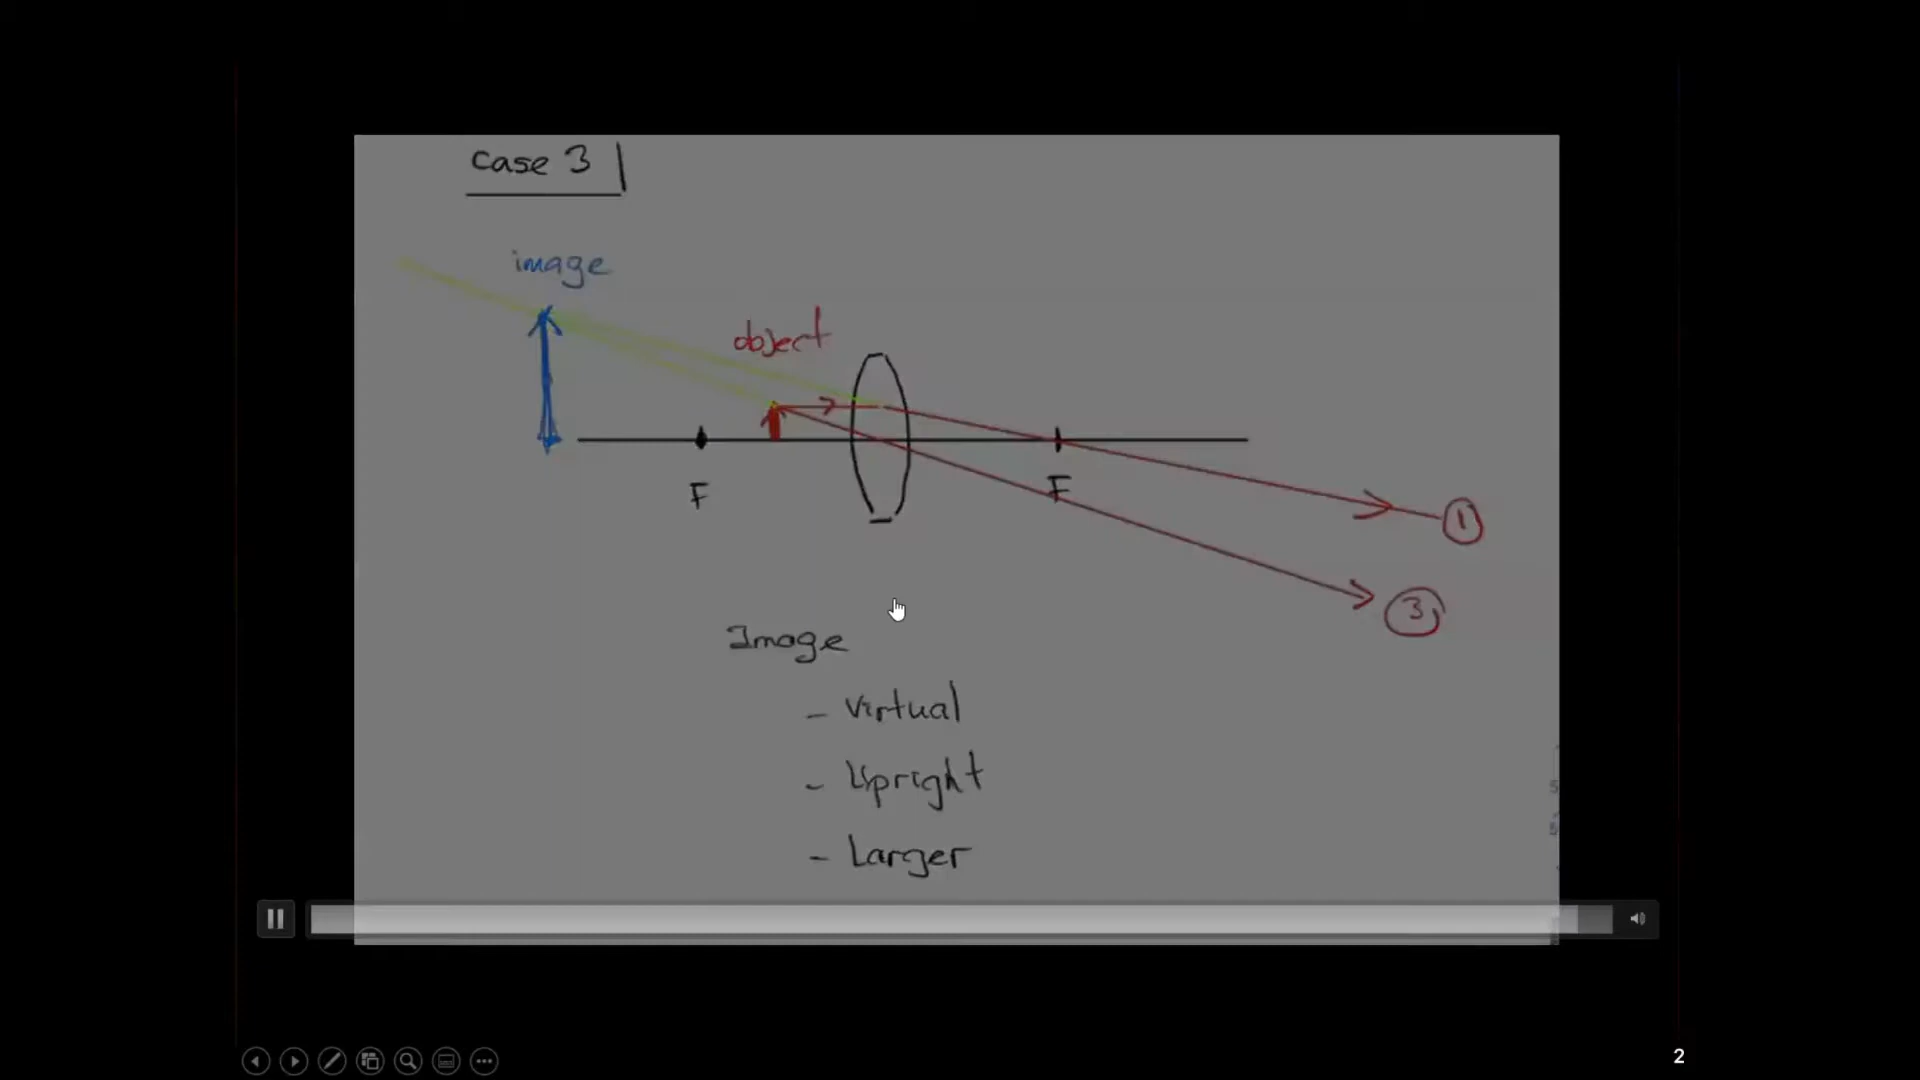 Case 3
image
object
F
F
1
3
Image
- Virtual
- Upright
- Larger
2